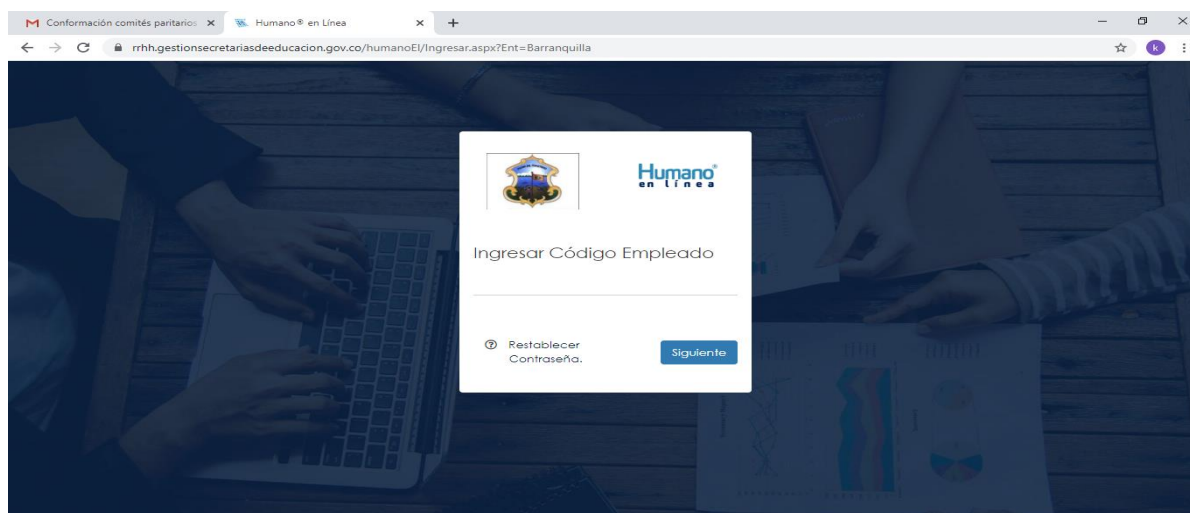 Conformación comités paritarios
Humano® en Línea
rrhh.gestionsecretariasdeeducacion.gov.co/humanoEl/Ingresar.aspx?Ent=Barranquilla
k
Humano®
en línea
Ingresar Código Empleado
Restablecer
Contraseña.
Siguiente